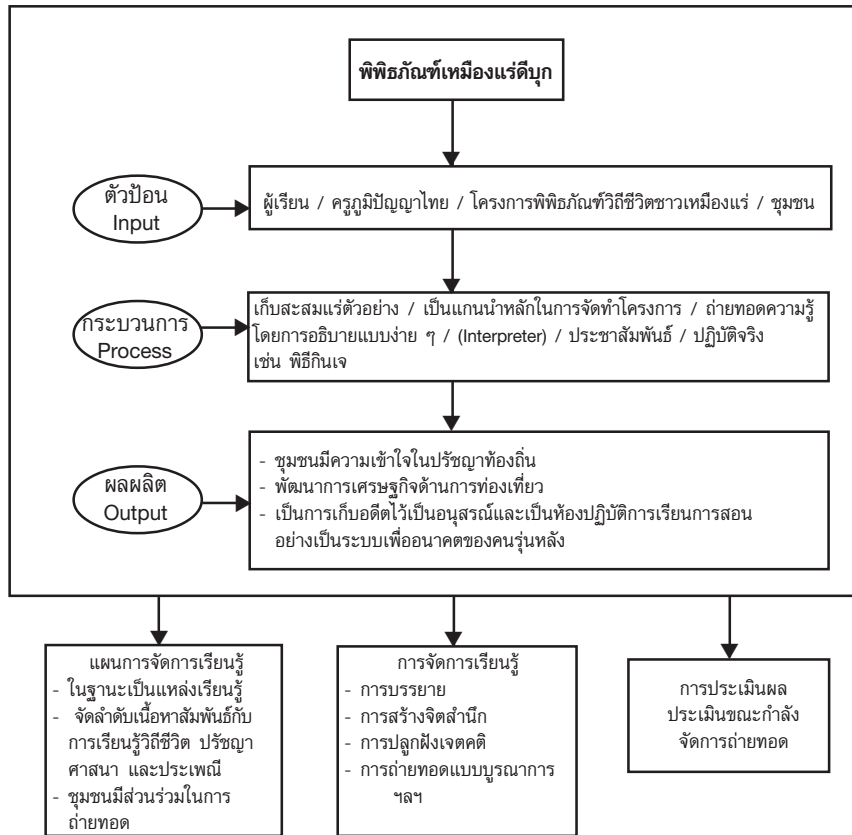 พิพิธภัณฑ์เหมืองแร่ดีบุก
ตัวป้อน
Input
ผู้เรียน / ครูภูมิปัญญาไทย / โครงการพิพิธภัณฑ์วิถีชีวิตชาวเหมืองแร่ / ชุมชน
กระบวนการ
Process
เก็บสะสมแร่ตัวอย่าง / เป็นแกนนำหลักในการจัดทำโครงการ / ถ่ายทอดความรู้
โดยการอธิบายแบบง่าย ๆ / (Interpreter) / ประชาสัมพันธ์ / ปฏิบัติจริง
เช่น พิธีกินเจ
ผลผลิต
Output
- ชุมชนมีความเข้าใจในปรัชญาท้องถิ่น
- พัฒนาการเศรษฐกิจด้านการท่องเที่ยว
- เป็นการเก็บอดีตไว้เป็นอนุสรณ์และเป็นห้องปฏิบัติการเรียนการสอน
อย่างเป็นระบบเพื่ออนาคตของคนรุ่นหลัง
แผนการจัดการเรียนรู้
- ในฐานะเป็นแหล่งเรียนรู้
- จัดลำดับเนื้อหาสัมพันธ์กับ
การเรียนรู้วิถีชีวิต ปรัชญา
ศาสนา และประเพณี
- ชุมชนมีส่วนร่วมในการ
ถ่ายทอด
การจัดการเรียนรู้
- การบรรยาย
- การสร้างจิตสำนึก
- การปลูกฝังเจตคติ
- การถ่ายทอดแบบบูรณาการ
ฯลฯ
การประเมินผล
ประเมินขณะกำลัง
จัดการถ่ายทอด